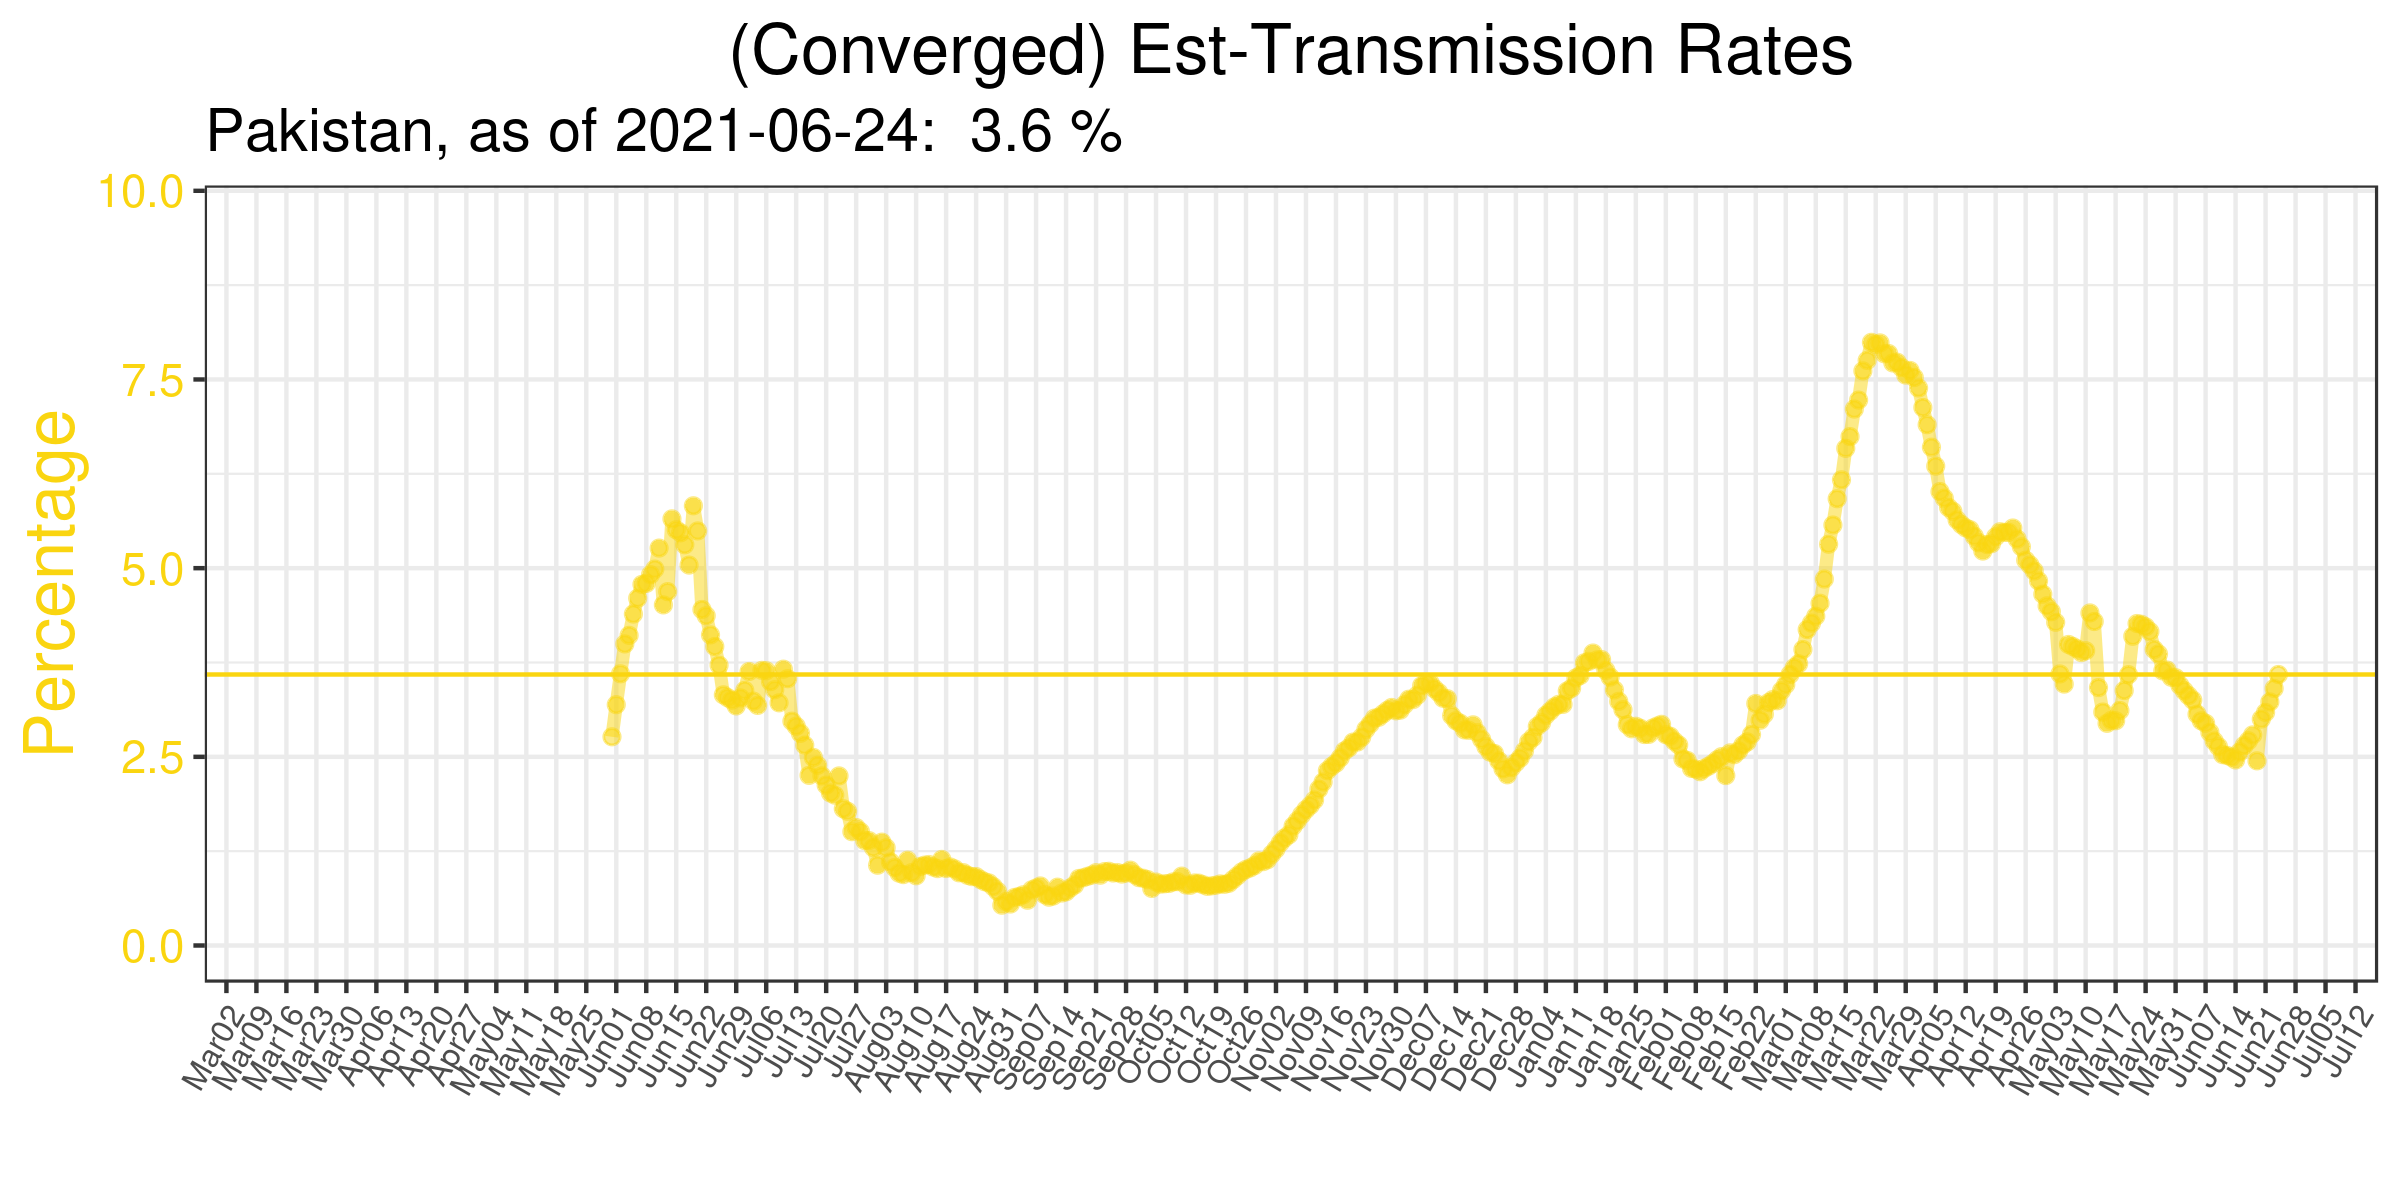 (Converged) Est-Transmission Rates
Pakistan, as of 2021-06-24:  3.6 %
Percentage
10.0
7.5
5.0
2.5
0.0
Mar02
Mar09
Mar16
Mar23
Mar30
Apr06
Apr13
Apr20
Apr27
May04
May11
May18
May25
Jun01
Jun08
Jun15
Jun22
Jun29
Jul06
Jul13
Jul20
Jul27
Aug03
Aug10
Aug17
Aug24
Aug31
Sep07
Sep14
Sep21
Sep28
Oct05
Oct12
Oct19
Oct26
Nov02
Nov09
Nov16
Nov23
Nov30
Dec07
Dec14
Dec21
Dec28
Jan04
Jan11
Jan18
Jan25
Feb01
Feb08
Feb15
Feb22
Mar01
Mar08
Mar15
Mar22
Mar29
Apr05
Apr12
Apr19
Apr26
May03
May10
May17
May24
May31
Jun07
Jun14
Jun21
Jun28
Jul05
Jul12